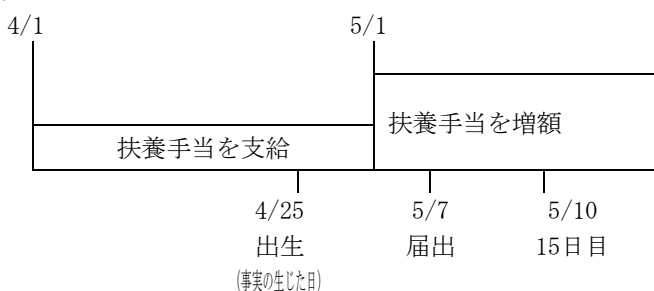 4/1 5/1
扶養手当を増額
扶養手当を支給
4/25 5/7 5/10
出生 届出 15日目
(事実の生じた日)